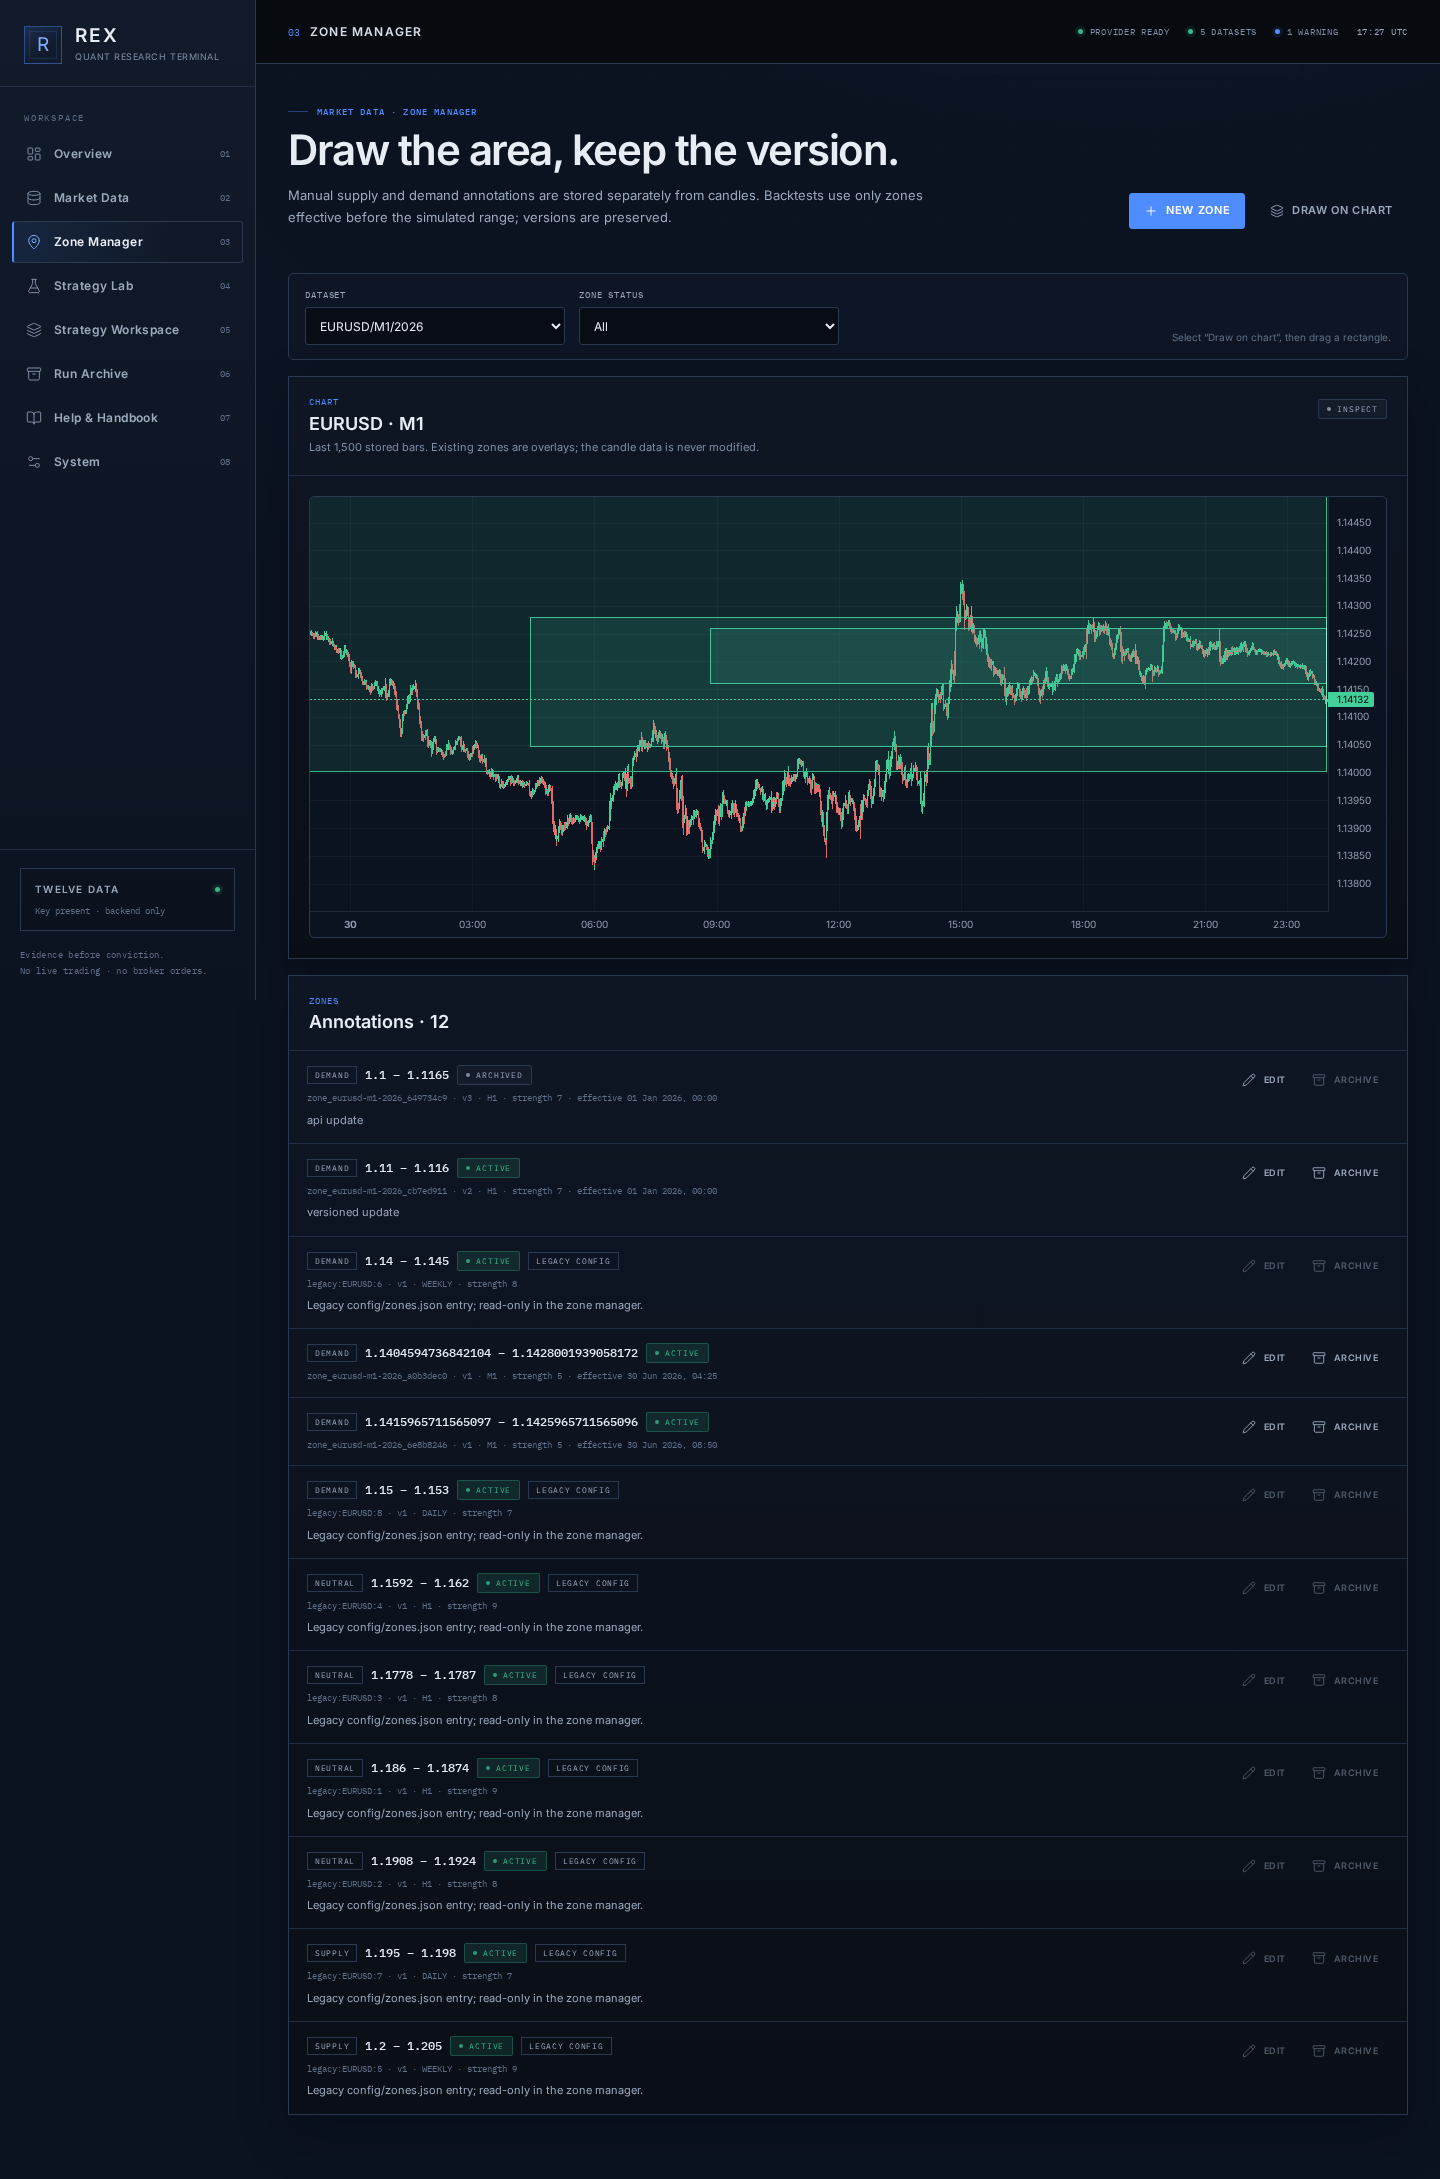 R
REX
QUANT RESEARCH TERMINAL
WORKSPACE
Overview 01
Market Data 02
Zone Manager 03
Strategy Lab 04
Strategy Workspace 05
Run Archive 06
Help & Handbook 07
System 08
TWELVE DATA
Key present · backend only
Evidence before conviction.
No live trading · no broker orders.
03 ZONE MANAGER
PROVIDER READY 5 DATASETS 1 WARNING 17:27 UTC
MARKET DATA · ZONE MANAGER
Draw the area, keep the version.
Manual supply and demand annotations are stored separately from candles. Backtests use only zones
effective before the simulated range; versions are preserved.
NEW ZONE DRAW ON CHART
DATASET ZONE STATUS
EURUSD/M1/2026 All
Select "Draw on chart", then drag a rectangle.
CHART
EURUSD · M1
INSPECT
Last 1,500 stored bars. Existing zones are overlays; the candle data is never modified.
1.14450
1.14400
1.14350
1.14300
1.14250
1.14200
1.14150
1.14132
1.14100
1.14050
1.14000
1.13950
1.13900
1.13850
1.13800
30 03:00 06:00 09:00 12:00 15:00 18:00 21:00 23:00
ZONES
Annotations · 12
DEMAND 1.1 – 1.1165 ARCHIVED EDIT ARCHIVE
zone_eurusd-m1-2026_649734c9 · v3 · H1 · strength 7 · effective 01 Jan 2026, 00:00
api update
DEMAND 1.11 – 1.116 ACTIVE EDIT ARCHIVE
zone_eurusd-m1-2026_cb7ed911 · v2 · H1 · strength 7 · effective 01 Jan 2026, 00:00
versioned update
DEMAND 1.14 – 1.145 ACTIVE LEGACY CONFIG EDIT ARCHIVE
legacy:EURUSD:6 · v1 · WEEKLY · strength 8
Legacy config/zones.json entry; read-only in the zone manager.
DEMAND 1.1404594736842104 – 1.1428001939058172 ACTIVE EDIT ARCHIVE
zone_eurusd-m1-2026_a0b3dec0 · v1 · M1 · strength 5 · effective 30 Jun 2026, 04:25
DEMAND 1.1415965711565097 – 1.1425965711565096 ACTIVE EDIT ARCHIVE
zone_eurusd-m1-2026_6e8b8246 · v1 · M1 · strength 5 · effective 30 Jun 2026, 08:50
DEMAND 1.15 – 1.153 ACTIVE LEGACY CONFIG EDIT ARCHIVE
legacy:EURUSD:8 · v1 · DAILY · strength 7
Legacy config/zones.json entry; read-only in the zone manager.
NEUTRAL 1.1592 – 1.162 ACTIVE LEGACY CONFIG EDIT ARCHIVE
legacy:EURUSD:4 · v1 · H1 · strength 9
Legacy config/zones.json entry; read-only in the zone manager.
NEUTRAL 1.1778 – 1.1787 ACTIVE LEGACY CONFIG EDIT ARCHIVE
legacy:EURUSD:3 · v1 · H1 · strength 8
Legacy config/zones.json entry; read-only in the zone manager.
NEUTRAL 1.186 – 1.1874 ACTIVE LEGACY CONFIG EDIT ARCHIVE
legacy:EURUSD:1 · v1 · H1 · strength 9
Legacy config/zones.json entry; read-only in the zone manager.
NEUTRAL 1.1908 – 1.1924 ACTIVE LEGACY CONFIG EDIT ARCHIVE
legacy:EURUSD:2 · v1 · H1 · strength 8
Legacy config/zones.json entry; read-only in the zone manager.
SUPPLY 1.195 – 1.198 ACTIVE LEGACY CONFIG EDIT ARCHIVE
legacy:EURUSD:7 · v1 · DAILY · strength 7
Legacy config/zones.json entry; read-only in the zone manager.
SUPPLY 1.2 – 1.205 ACTIVE LEGACY CONFIG EDIT ARCHIVE
legacy:EURUSD:5 · v1 · WEEKLY · strength 9
Legacy config/zones.json entry; read-only in the zone manager.